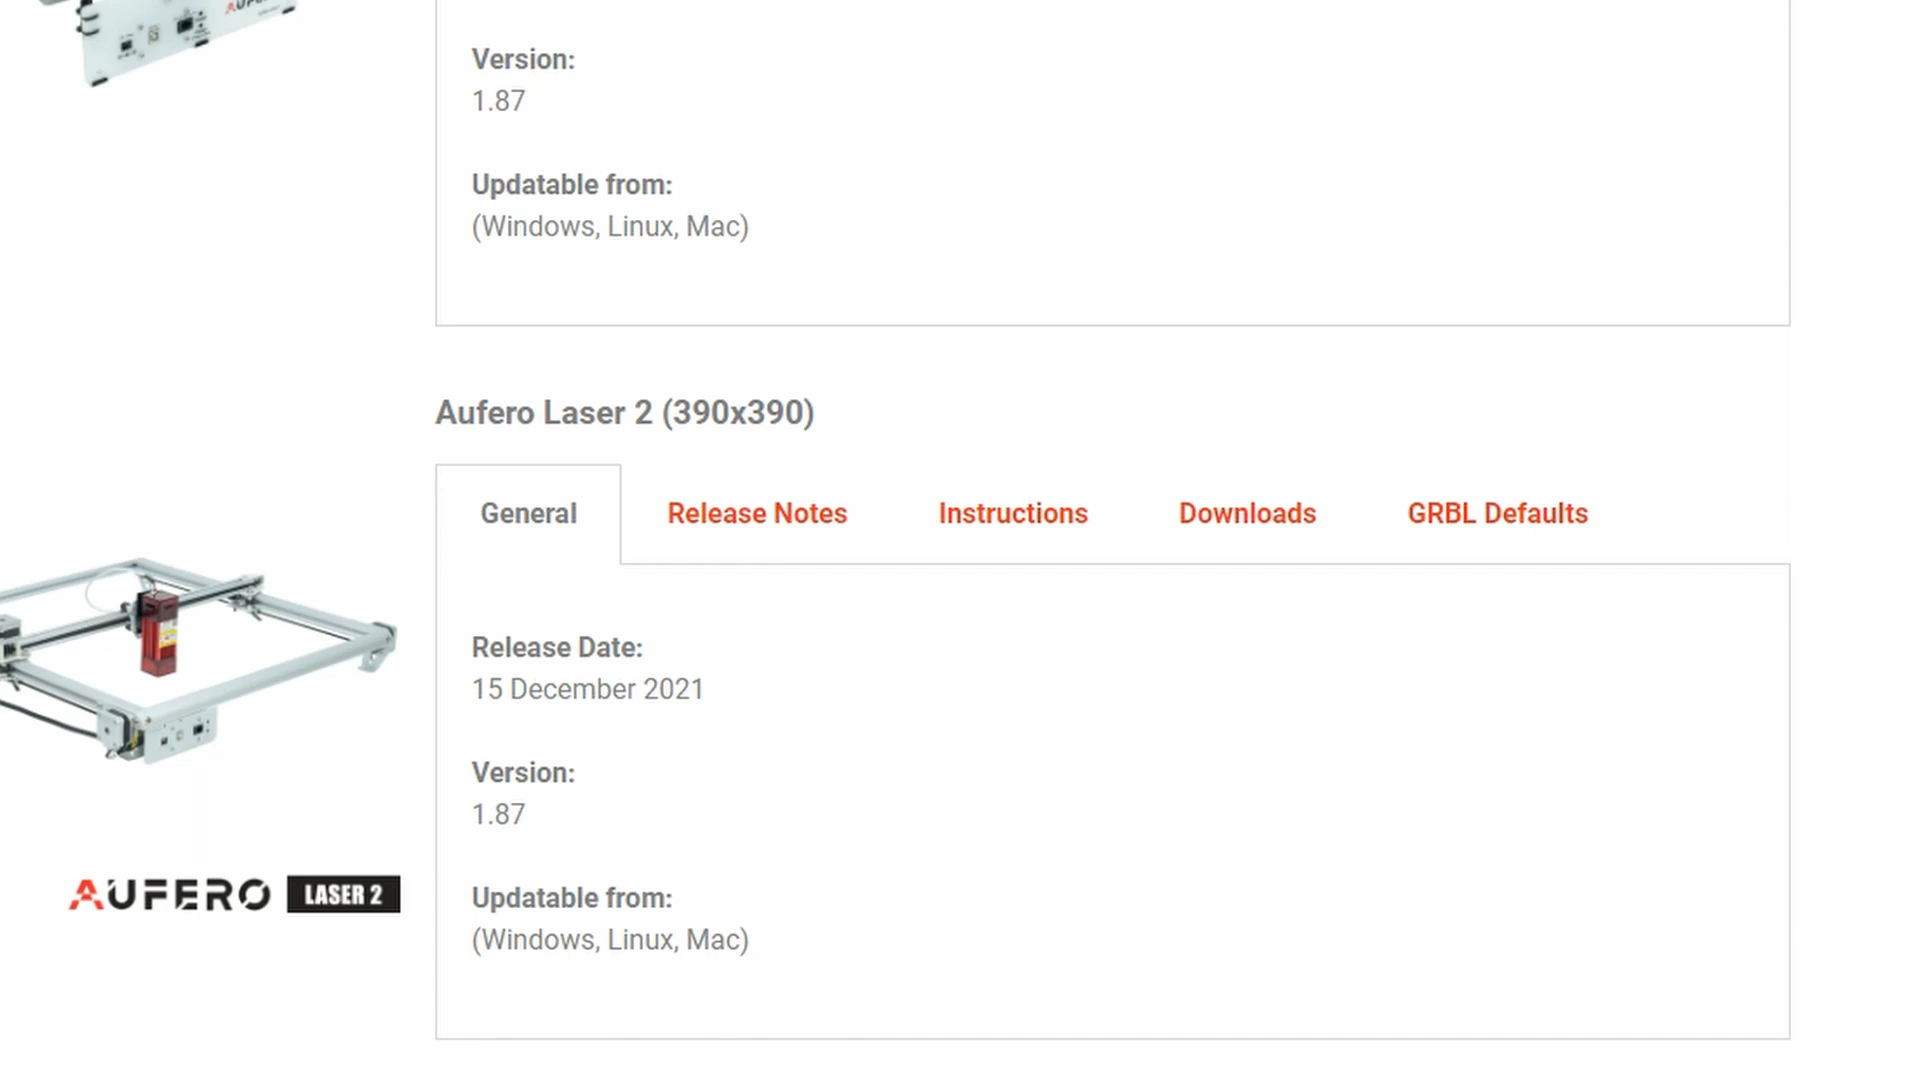 Version:
1.87
Updatable from:
(Windows, Linux, Mac)
Aufero Laser 2 (390x390)
General Release Notes Instructions Downloads GRBL Defaults
Release Date:
15 December 2021
Version:
1.87
Updatable from:
(Windows, Linux, Mac)
AUFERO LASER 2